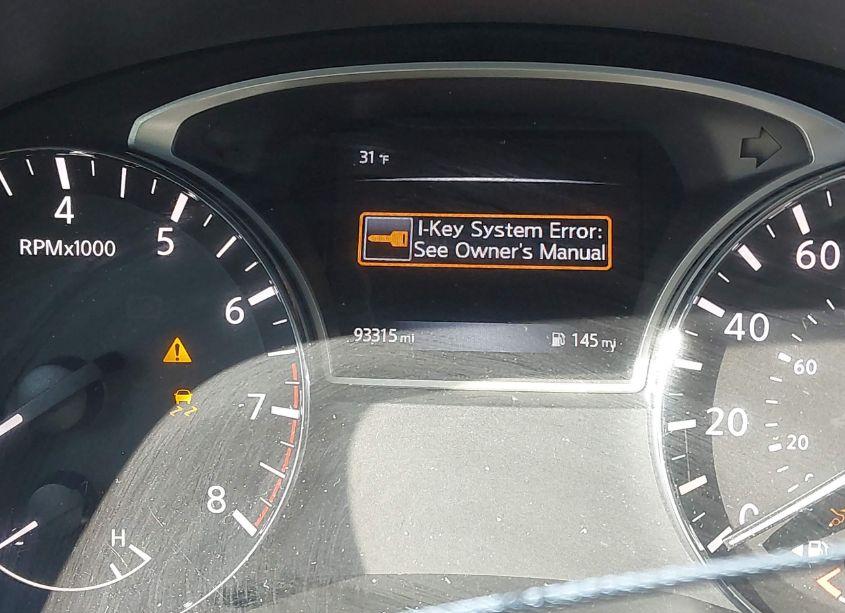 31°F
I-Key System Error:
See Owner's Manual
93315 mi
145 mi
4
5
RPMx1000
6
7
8
H
60
40
60
20
20
0